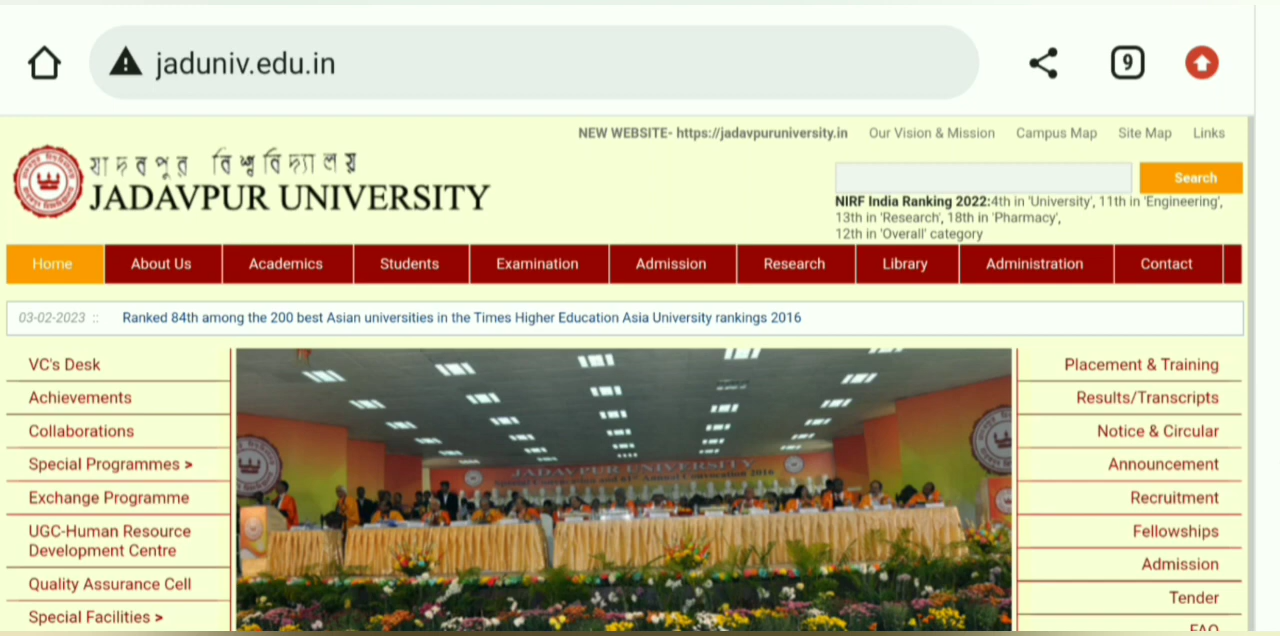 jaduniv.edu.in
9
NEW WEBSITE- https://jadavpuruniversity.in Our Vision & Mission Campus Map Site Map Links
যাদবপুর বিশ্ববিদ্যালয়
JADAVPUR UNIVERSITY
Search
NIRF India Ranking 2022:4th in 'University', 11th in 'Engineering',
13th in 'Research', 18th in 'Pharmacy',
12th in 'Overall' category
Home About Us Academics Students Examination Admission Research Library Administration Contact
03-02-2023 :: Ranked 84th among the 200 best Asian universities in the Times Higher Education Asia University rankings 2016
VC's Desk
Achievements
Collaborations
Special Programmes >
Exchange Programme
UGC-Human Resource
Development Centre
Quality Assurance Cell
Special Facilities >
JADAVPUR UNIVERSITY
Annual Convocation 2016
Placement & Training
Results/Transcripts
Notice & Circular
Announcement
Recruitment
Fellowships
Admission
Tender
FAQ